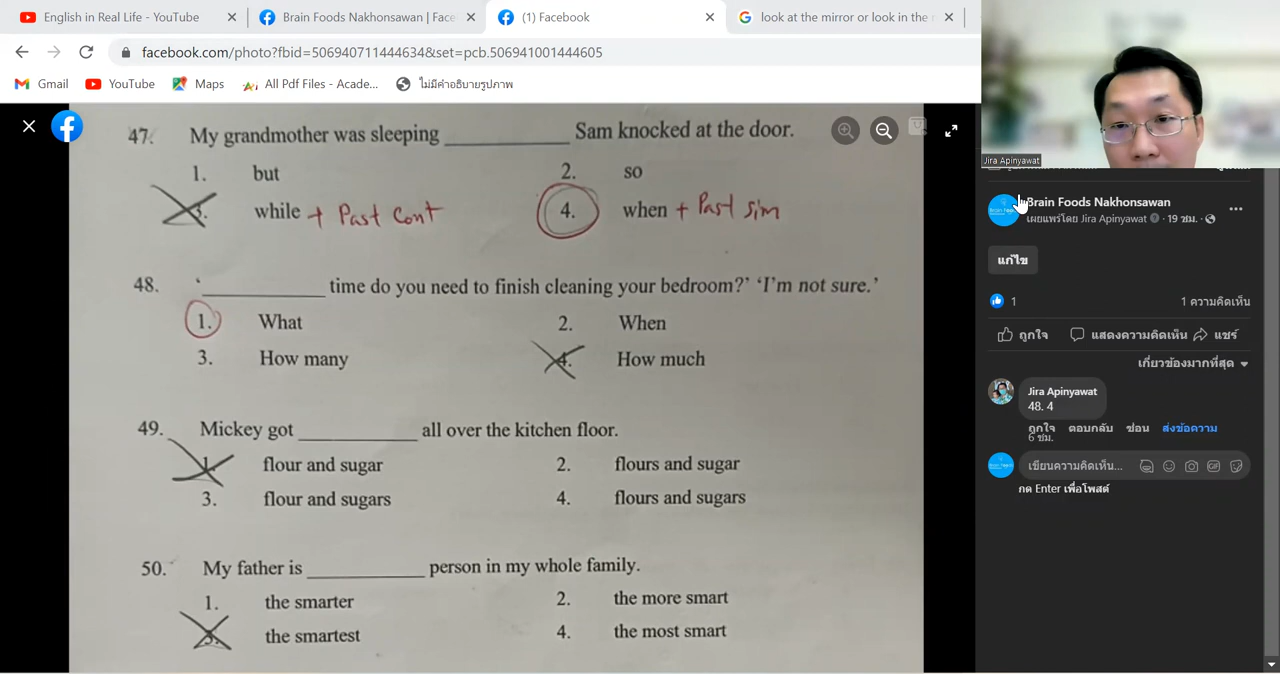 English in Real Life - YouTube
Brain Foods Nakhonsawan | Face
(1) Facebook
look at the mirror or look in the
facebook.com/photo?fbid=506940711444634&set=pcb.506941001444605
Gmail YouTube Maps All Pdf Files - Acade... ไม่มีคำอธิบายรูปภาพ
47. My grandmother was sleeping __________ Sam knocked at the door.
1. but 2. so
3. while + Past Cont 4. when + Past Sim
48. '__________ time do you need to finish cleaning your bedroom?' 'I'm not sure.'
1. What 2. When
3. How many 4. How much
49. Mickey got __________ all over the kitchen floor.
1. flour and sugar 2. flours and sugar
3. flour and sugars 4. flours and sugars
50. My father is __________ person in my whole family.
1. the smarter 2. the more smart
3. the smartest 4. the most smart
Jira Apinyawat
Brain Foods Nakhonsawan
เผยแพร่โดย Jira Apinyawat · 19 ชม. ·
แก้ไข
1 1 ความคิดเห็น
ถูกใจ แสดงความคิดเห็น แชร์
เกี่ยวข้องมากที่สุด
Jira Apinyawat
48. 4
ถูกใจ ตอบกลับ ซ่อน ส่งข้อความ
6 ชม.
เขียนความคิดเห็น...
กด Enter เพื่อโพสต์